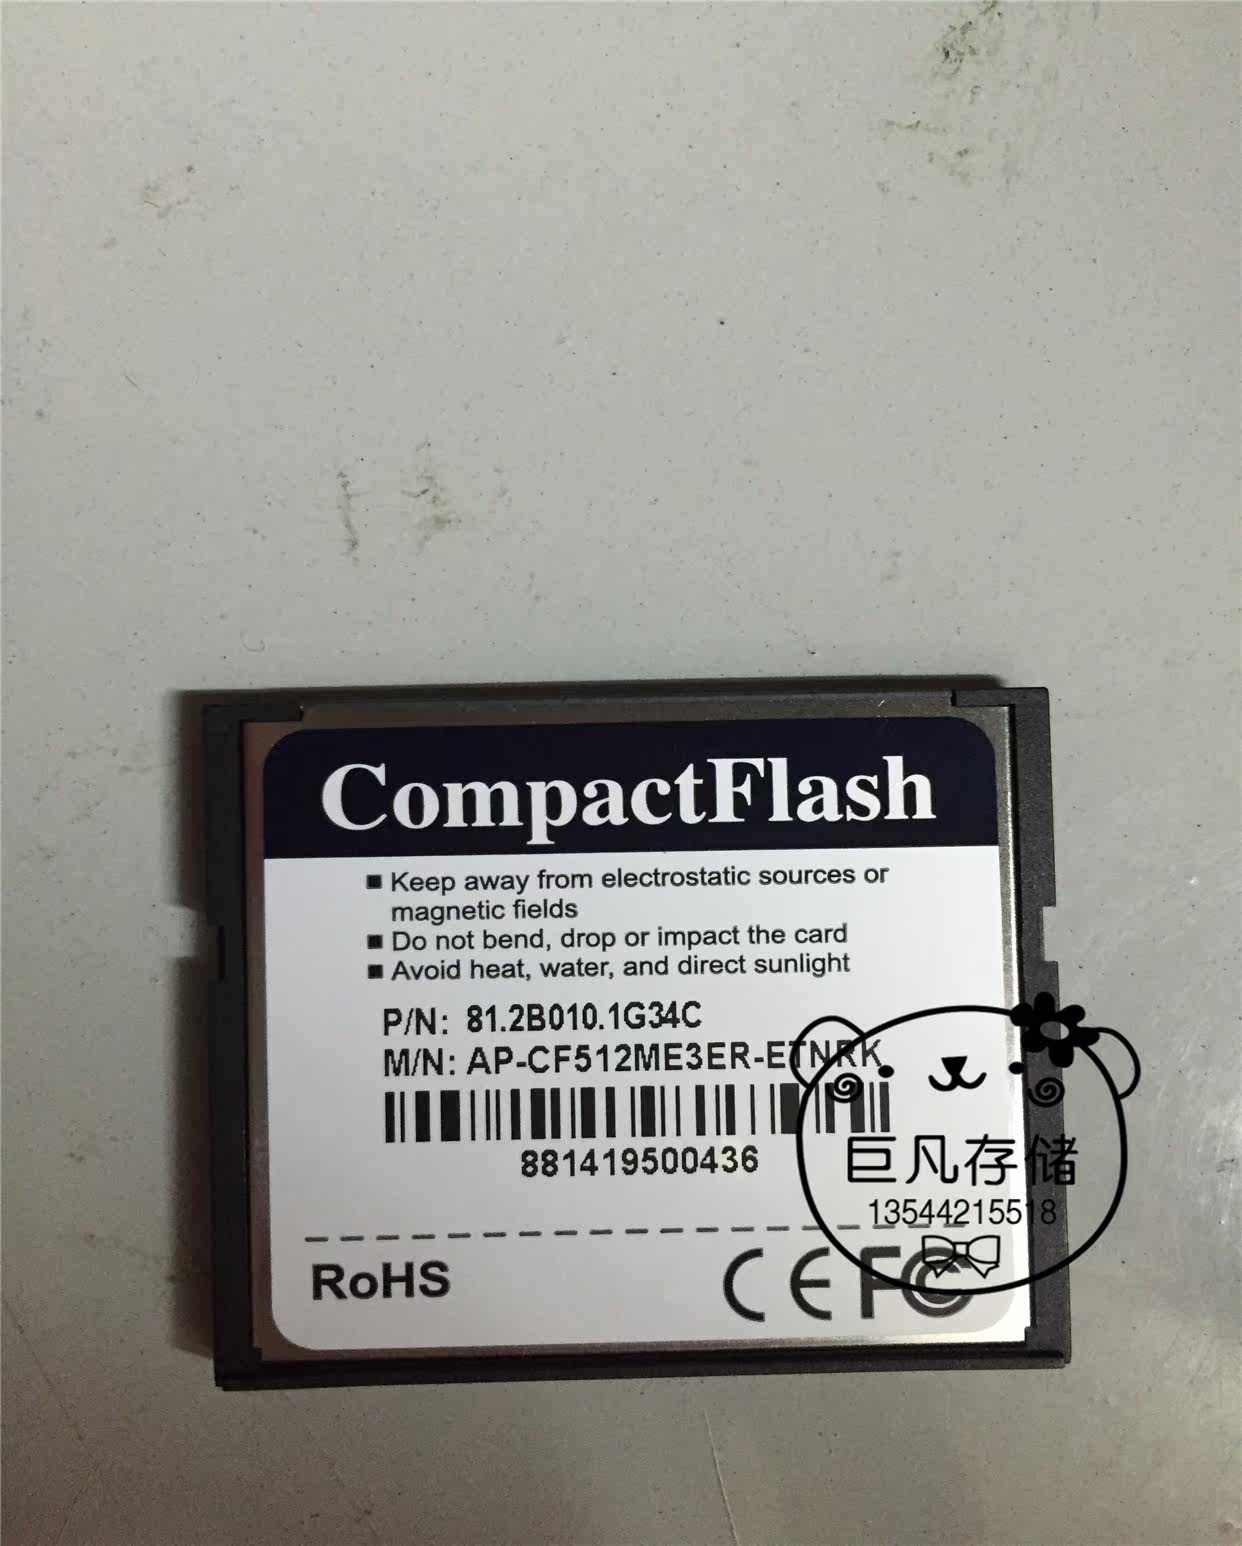 CompactFlash
■ Keep away from electrostatic sources or
magnetic fields
■ Do not bend, drop or impact the card
■ Avoid heat, water, and direct sunlight
P/N: 81.2B010.1G34C
M/N: AP-CF512ME3ER-ETNRK
881419500436
巨凡存储
13544215518
RoHS
CE FC